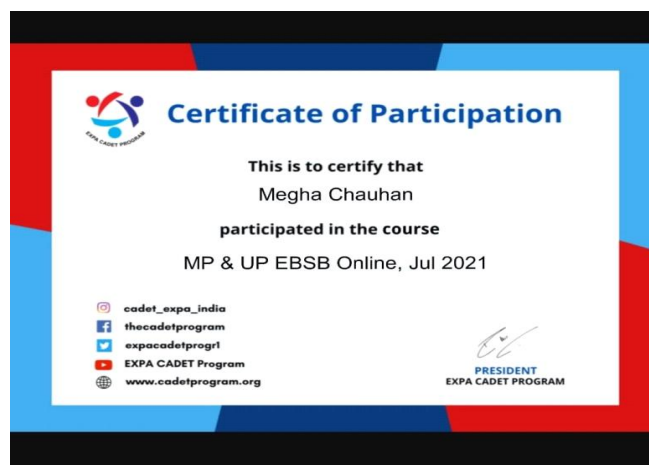 EXPA CADET PROGRAM
Certificate of Participation
This is to certify that
Megha Chauhan
participated in the course
MP & UP EBSB Online, Jul 2021
cadet_expa_india
thecadetprogram
expacadetprogr1
EXPA CADET Program
www.cadetprogram.org
PRESIDENT
EXPA CADET PROGRAM